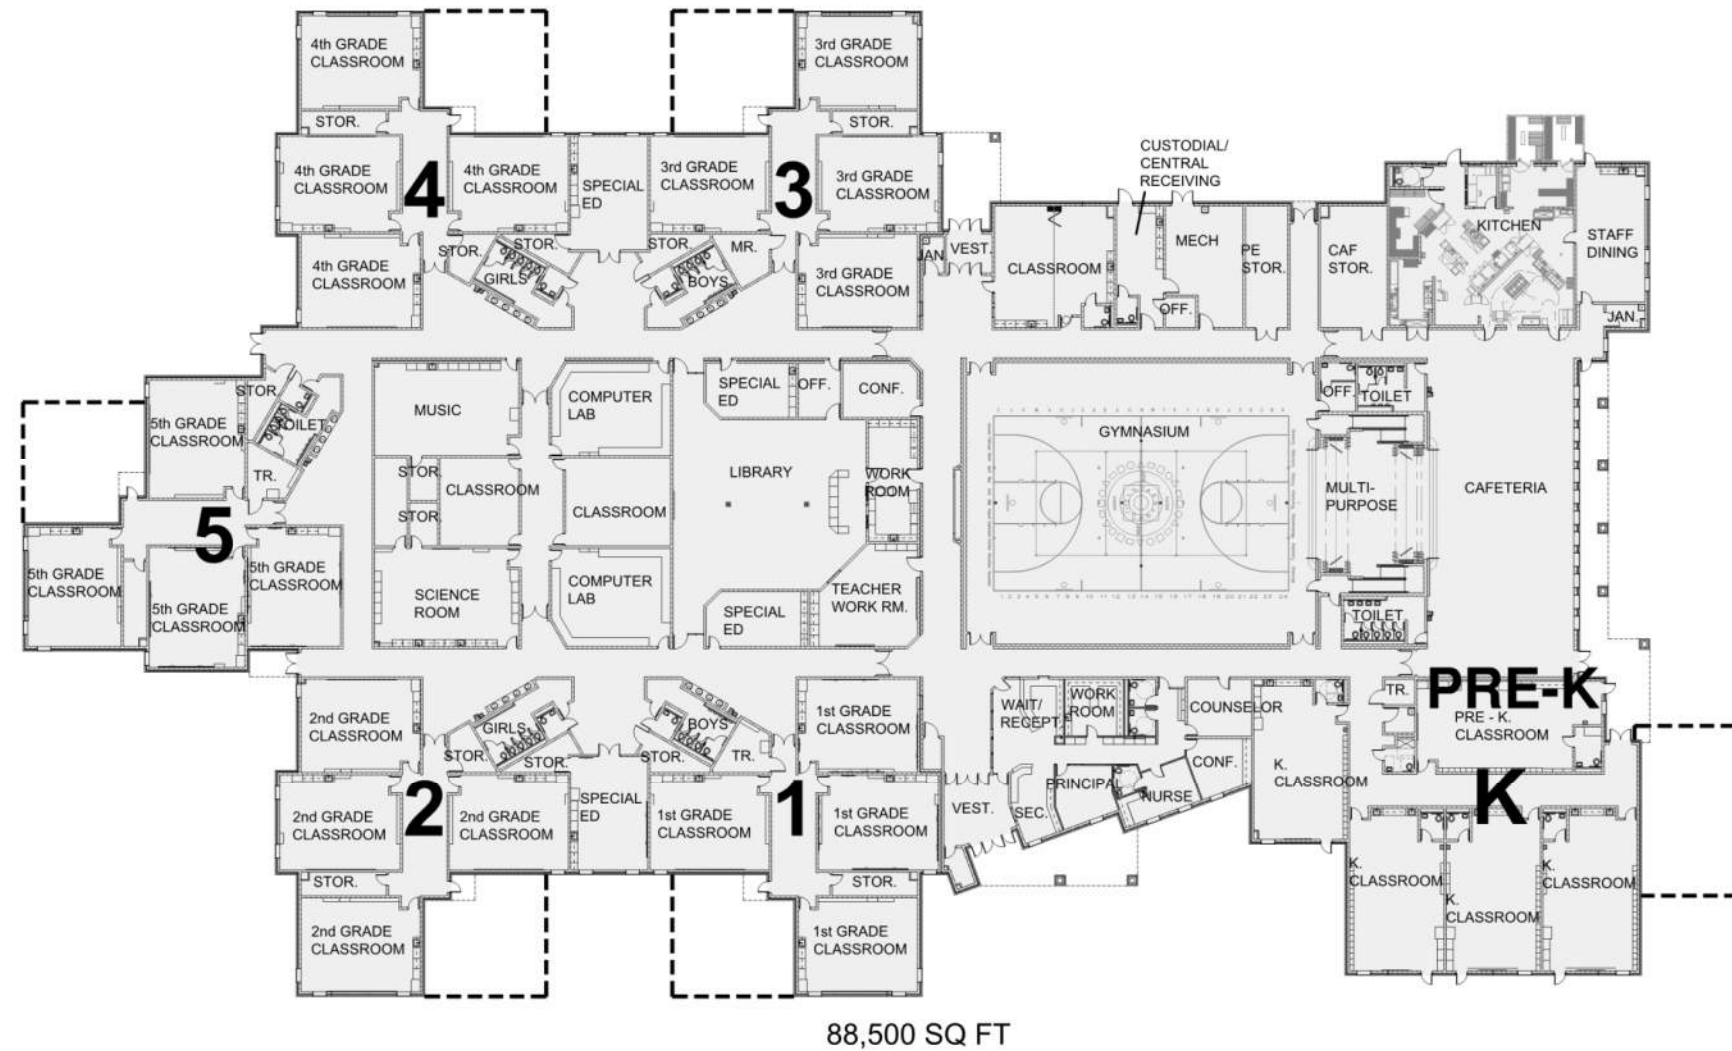 4th GRADE
CLASSROOM
3rd GRADE
CLASSROOM
STOR.
STOR.
4th GRADE
CLASSROOM
4
4th GRADE
CLASSROOM
SPECIAL
ED
3rd GRADE
CLASSROOM
3
3rd GRADE
CLASSROOM
CUSTODIAL/
CENTRAL
RECEIVING
KITCHEN
STAFF
DINING
STOR.
STOR.
GIRLS
STOR.
MR.
BOYS
4th GRADE
CLASSROOM
3rd GRADE
CLASSROOM
JAN
VEST.
CLASSROOM
MECH
OFF.
PE
STOR.
CAF
STOR.
JAN.
STOR.
5th GRADE
CLASSROOM
TOILET
TR.
MUSIC
COMPUTER
LAB
SPECIAL
ED
OFF.
CONF.
OFF.
TOILET
GYMNASIUM
STOR.
CLASSROOM
STOR.
CLASSROOM
LIBRARY
WORK
ROOM
MULTI-
PURPOSE
CAFETERIA
5
5th GRADE
CLASSROOM
5th GRADE
CLASSROOM
5th GRADE
CLASSROOM
SCIENCE
ROOM
COMPUTER
LAB
SPECIAL
ED
TEACHER
WORK RM.
TOILET
2nd GRADE
CLASSROOM
GIRLS
STOR.
STOR.
BOYS
STOR.
TR.
1st GRADE
CLASSROOM
WAIT/
RECEPT.
WORK
ROOM
COUNSELOR
TR.
PRE-K
PRE - K.
CLASSROOM
2nd GRADE
CLASSROOM
2
2nd GRADE
CLASSROOM
SPECIAL
ED
1st GRADE
CLASSROOM
1
1st GRADE
CLASSROOM
VEST.
SEC.
PRINCIPAL
NURSE
CONF.
K.
CLASSROOM
K
STOR.
STOR.
K.
CLASSROOM
K.
CLASSROOM
K.
CLASSROOM
2nd GRADE
CLASSROOM
1st GRADE
CLASSROOM
88,500 SQ FT